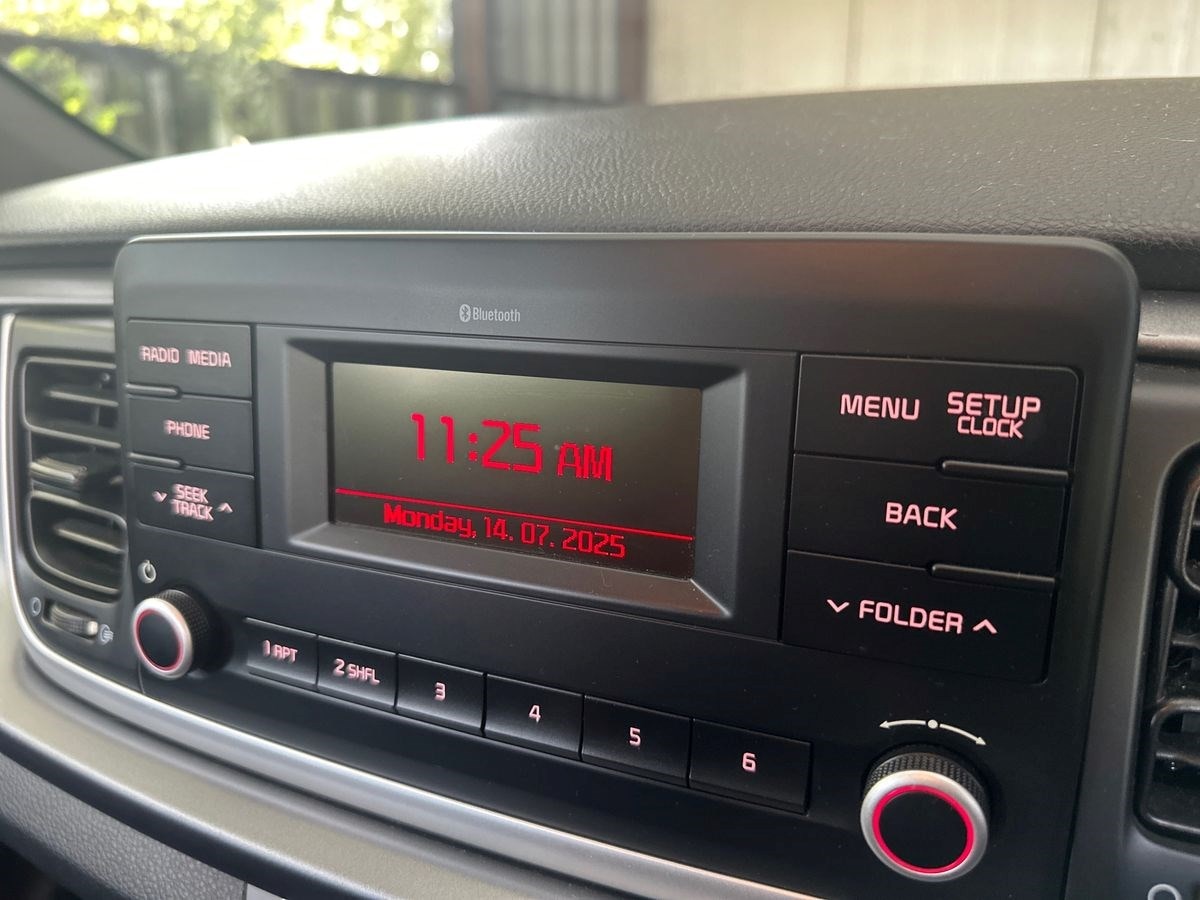 Bluetooth
RADIO MEDIA
PHONE
SEEK
TRACK
11:25 AM
Monday, 14. 07. 2025
MENU
SETUP
CLOCK
BACK
FOLDER
1 RPT
2 SHFL
3
4
5
6